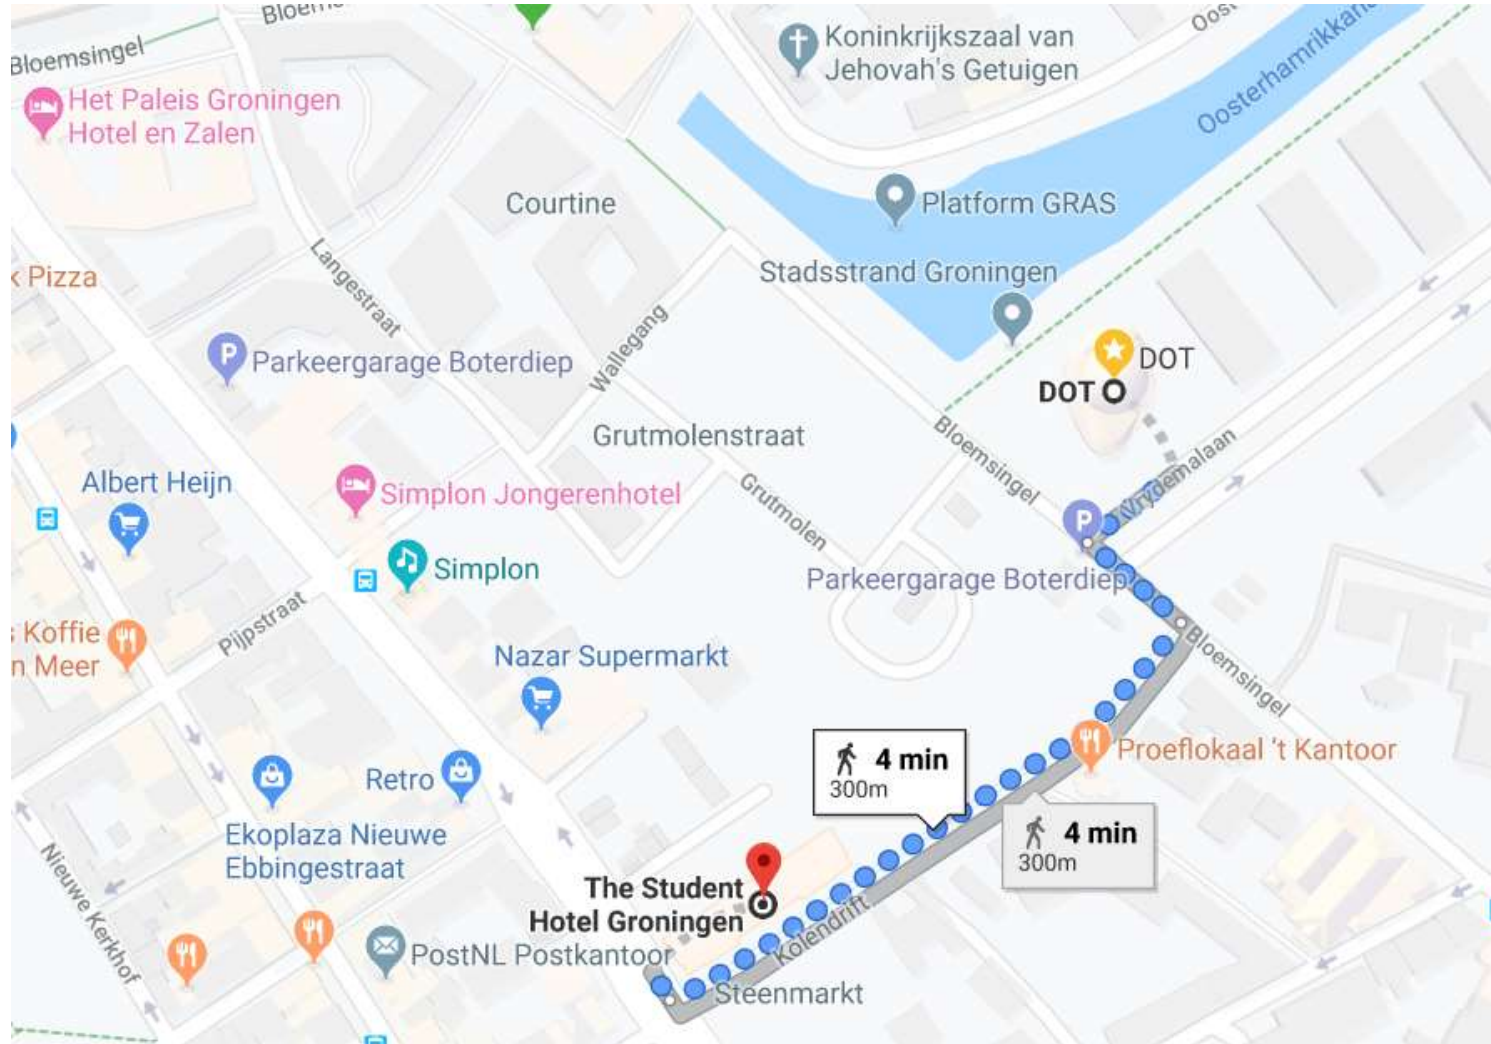 Bloemsingel
Koninkrijkszaal van
Jehovah's Getuigen
Oosterhamrikkan
Het Paleis Groningen
Hotel en Zalen
Courtine
Platform GRAS
k Pizza
Langestraat
Stadsstrand Groningen
Wallegang
P
Parkeergarage Boterdiep
DOT
DOT
Grutmolenstraat
Bloemsingel
Vrydemalaan
Albert Heijn
Simplon Jongerenhotel
Grutmolen
P
Simplon
Parkeergarage Boterdiep
Pijpstraat
Koffie
n Meer
Nazar Supermarkt
Bloemsingel
Proeflokaal 't Kantoor
4 min
300m
Retro
Ekoplaza Nieuwe
Ebbingestraat
4 min
300m
Nieuwe Kerkhof
The Student
Hotel Groningen
Kolendrift
PostNL Postkantoor
Steenmarkt